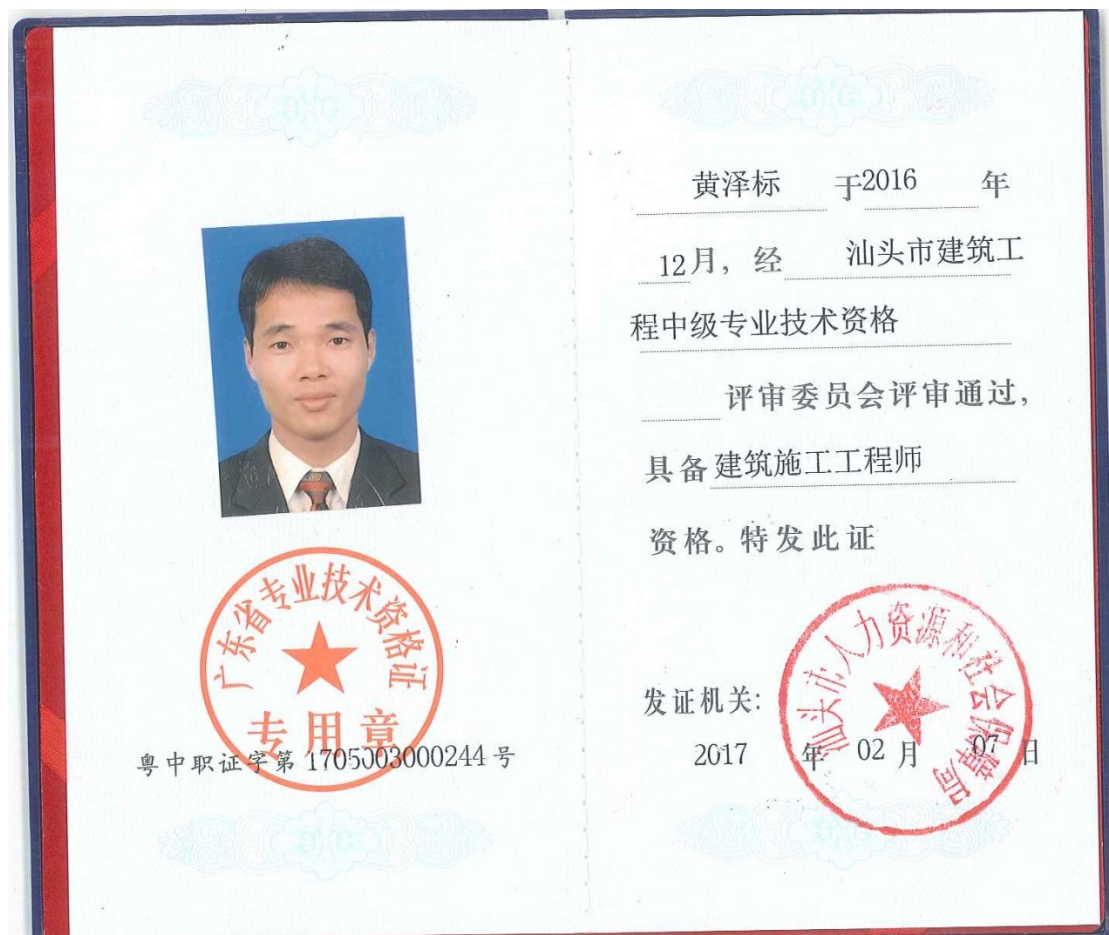 广东省专业技术资格证
专用章
粤中职证字第 1705003000244 号
黄泽标 于2016 年
12月，经 汕头市建筑工
程中级专业技术资格
评审委员会评审通过，
具备 建筑施工工程师
资格。特发此证
汕头市人力资源和社会保障局
发证机关：
2017 年 02 月 07 日